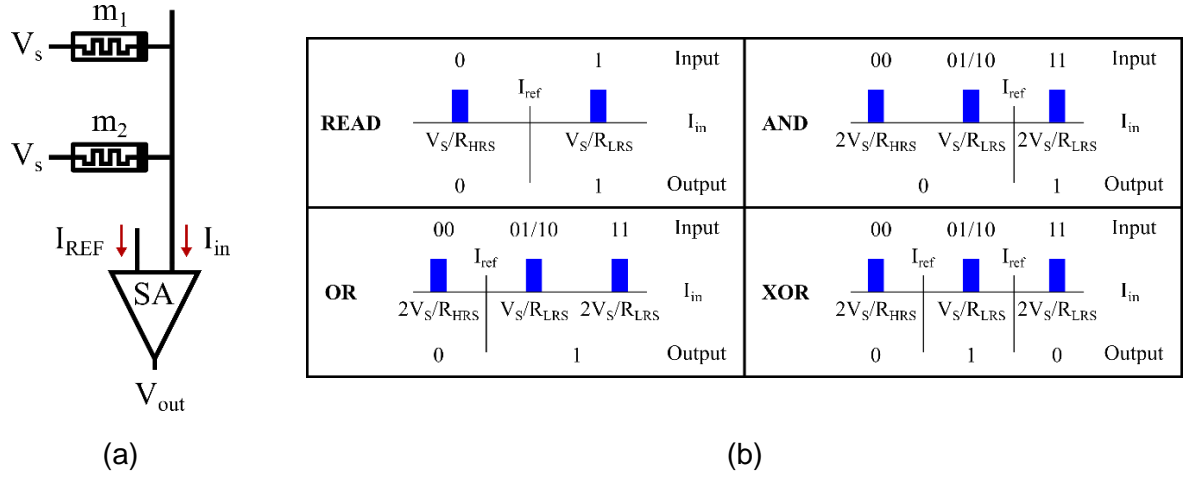 m1
Vs
m2
Vs
IREF Iin
SA
Vout
(a)
READ
0 1 Input
Iref
Iin
VS/RHRS VS/RLRS
0 1 Output
AND
00 01/10 11 Input
Iref
Iin
2VS/RHRS VS/RLRS 2VS/RLRS
0 1 Output
OR
00 01/10 11 Input
Iref
Iin
2VS/RHRS VS/RLRS 2VS/RLRS
0 1 Output
XOR
00 01/10 11 Input
Iref Iref
Iin
2VS/RHRS VS/RLRS 2VS/RLRS
0 1 0 Output
(b)